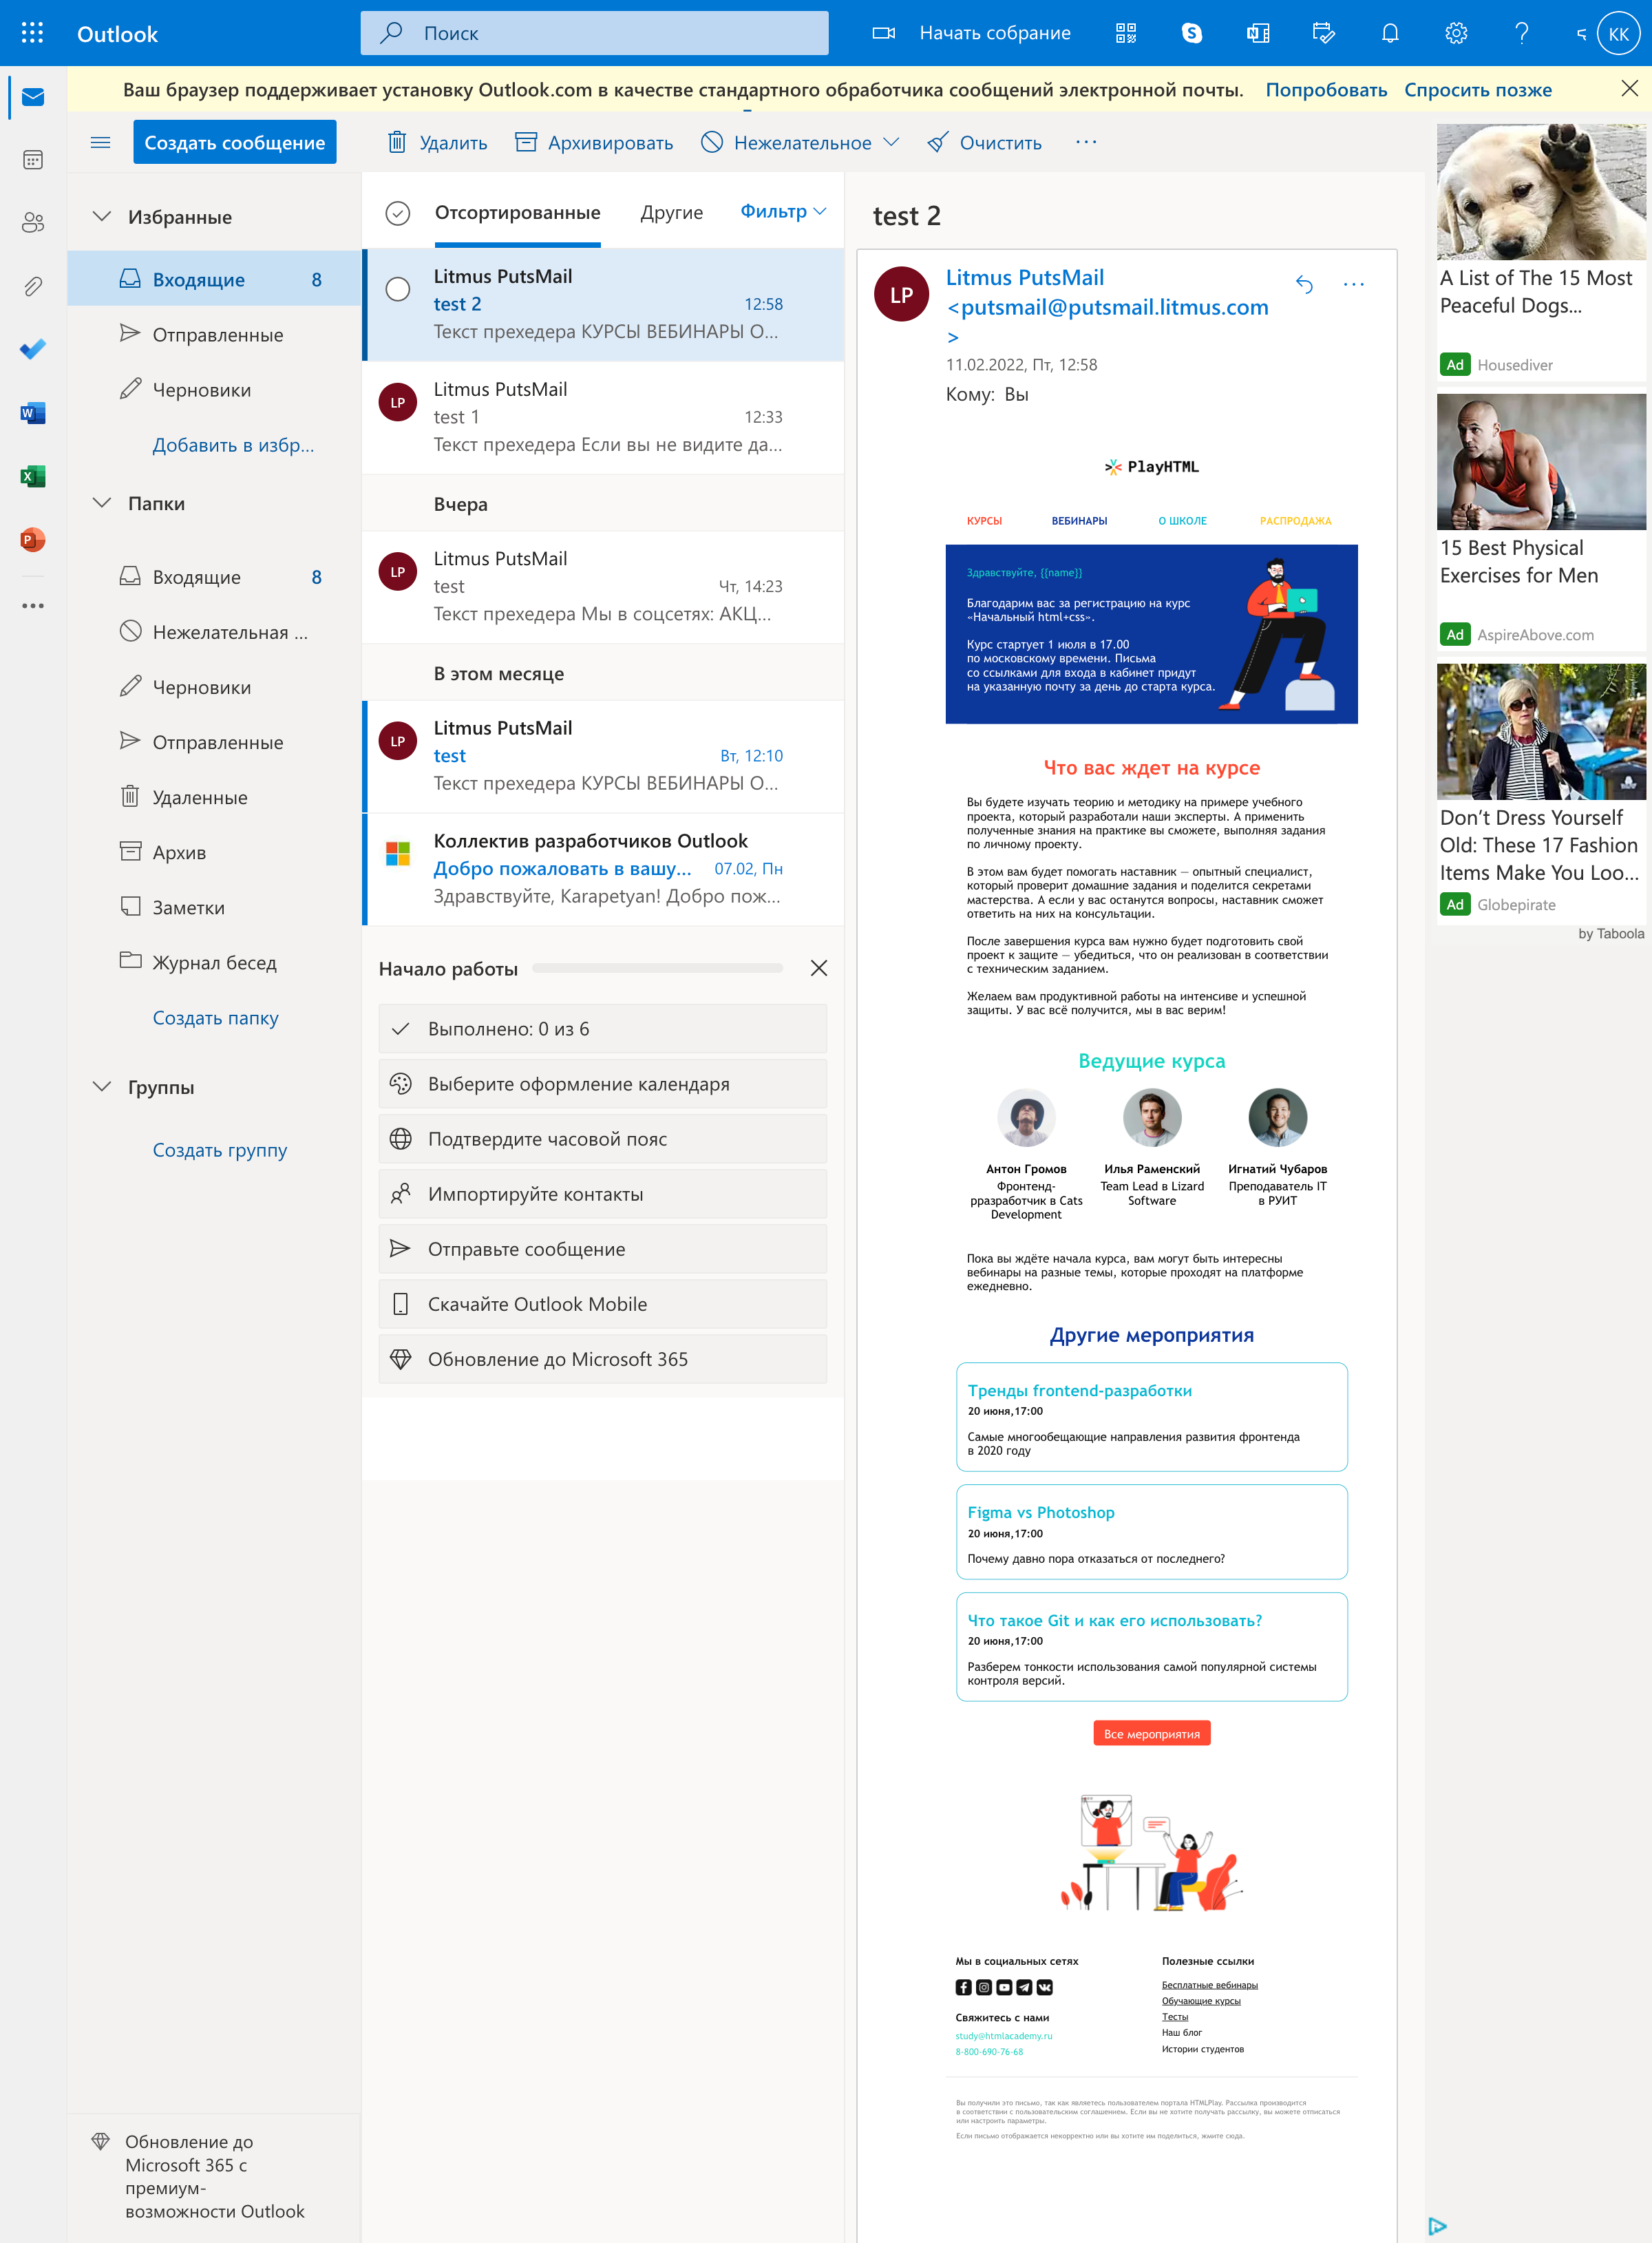 Outlook
Поиск
Начать собрание
KK
Ваш браузер поддерживает установку Outlook.com в качестве стандартного обработчика сообщений электронной почты. Попробовать Спросить позже
Создать сообщение
Удалить
Архивировать
Нежелательное
Очистить
Избранные
Входящие 8
Отправленные
Черновики
Добавить в избр...
Папки
Входящие 8
Нежелательная ...
Черновики
Отправленные
Удаленные
Архив
Заметки
Журнал бесед
Создать папку
Группы
Создать группу
Обновление до
Microsoft 365 с
премиум-
возможности Outlook
Отсортированные Другие Фильтр
Litmus PutsMail
test 2 12:58
Текст прехедера КУРСЫ ВЕБИНАРЫ О...
LP
Litmus PutsMail
test 1 12:33
Текст прехедера Если вы не видите да...
Вчера
LP
Litmus PutsMail
test Чт, 14:23
Текст прехедера Мы в соцсетях: АКЦ...
В этом месяце
LP
Litmus PutsMail
test Вт, 12:10
Текст прехедера КУРСЫ ВЕБИНАРЫ О...
Коллектив разработчиков Outlook
Добро пожаловать в вашу... 07.02, Пн
Здравствуйте, Karapetyan! Добро пож...
Начало работы
Выполнено: 0 из 6
Выберите оформление календаря
Подтвердите часовой пояс
Импортируйте контакты
Отправьте сообщение
Скачайте Outlook Mobile
Обновление до Microsoft 365
test 2
LP
Litmus PutsMail
<putsmail@putsmail.litmus.com
>
11.02.2022, Пт, 12:58
Кому: Вы
PlayHTML
КУРСЫ ВЕБИНАРЫ О ШКОЛЕ РАСПРОДАЖА
Здравствуйте, {{name}}
Благодарим вас за регистрацию на курс
«Начальный html+css».
Курс стартует 1 июля в 17.00
по московскому времени. Письма
со ссылками для входа в кабинет придут
на указанную почту за день до старта курса.
Что вас ждет на курсе
Вы будете изучать теорию и методику на примере учебного
проекта, который разработали наши эксперты. А применить
полученные знания на практике вы сможете, выполняя задания
по личному проекту.
В этом вам будет помогать наставник — опытный специалист,
который проверит домашние задания и поделится секретами
мастерства. А если у вас останутся вопросы, наставник сможет
ответить на них на консультации.
После завершения курса вам нужно будет подготовить свой
проект к защите — убедиться, что он реализован в соответствии
с техническим заданием.
Желаем вам продуктивной работы на интенсиве и успешной
защиты. У вас всё получится, мы в вас верим!
Ведущие курса
Антон Громов
Фронтенд-
рразработчик в Cats
Development
Илья Раменский
Team Lead в Lizard
Software
Игнатий Чубаров
Преподаватель IT
в РУИТ
Пока вы ждёте начала курса, вам могут быть интересны
вебинары на разные темы, которые проходят на платформе
ежедневно.
Другие мероприятия
Тренды frontend-разработки
20 июня,17:00
Самые многообещающие направления развития фронтенда
в 2020 году
Figma vs Photoshop
20 июня,17:00
Почему давно пора отказаться от последнего?
Что такое Git и как его использовать?
20 июня,17:00
Разберем тонкости использования самой популярной системы
контроля версий.
Все мероприятия
Мы в социальных сетях
Свяжитесь с нами
study@htmlacademy.ru
8-800-690-76-68
Полезные ссылки
Бесплатные вебинары
Обучающие курсы
Тесты
Наш блог
Истории студентов
Вы получили это письмо, так как являетесь пользователем портала HTMLPlay. Рассылка производится
в соответствии с пользовательским соглашением. Если вы не хотите получать рассылку, вы можете отписаться
или настроить параметры.
Если письмо отображается некорректно или вы хотите им поделиться, жмите сюда.
A List of The 15 Most
Peaceful Dogs...
Ad Housediver
15 Best Physical
Exercises for Men
Ad AspireAbove.com
Don’t Dress Yourself
Old: These 17 Fashion
Items Make You Loo...
Ad Globepirate
by Taboola